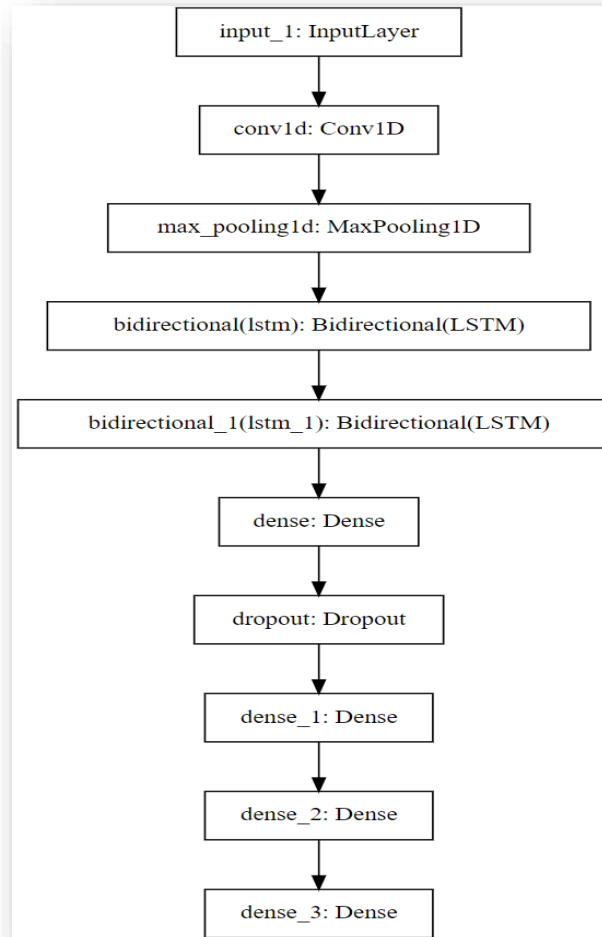 input_1: InputLayer
conv1d: Conv1D
max_pooling1d: MaxPooling1D
bidirectional(lstm): Bidirectional(LSTM)
bidirectional_1(lstm_1): Bidirectional(LSTM)
dense: Dense
dropout: Dropout
dense_1: Dense
dense_2: Dense
dense_3: Dense